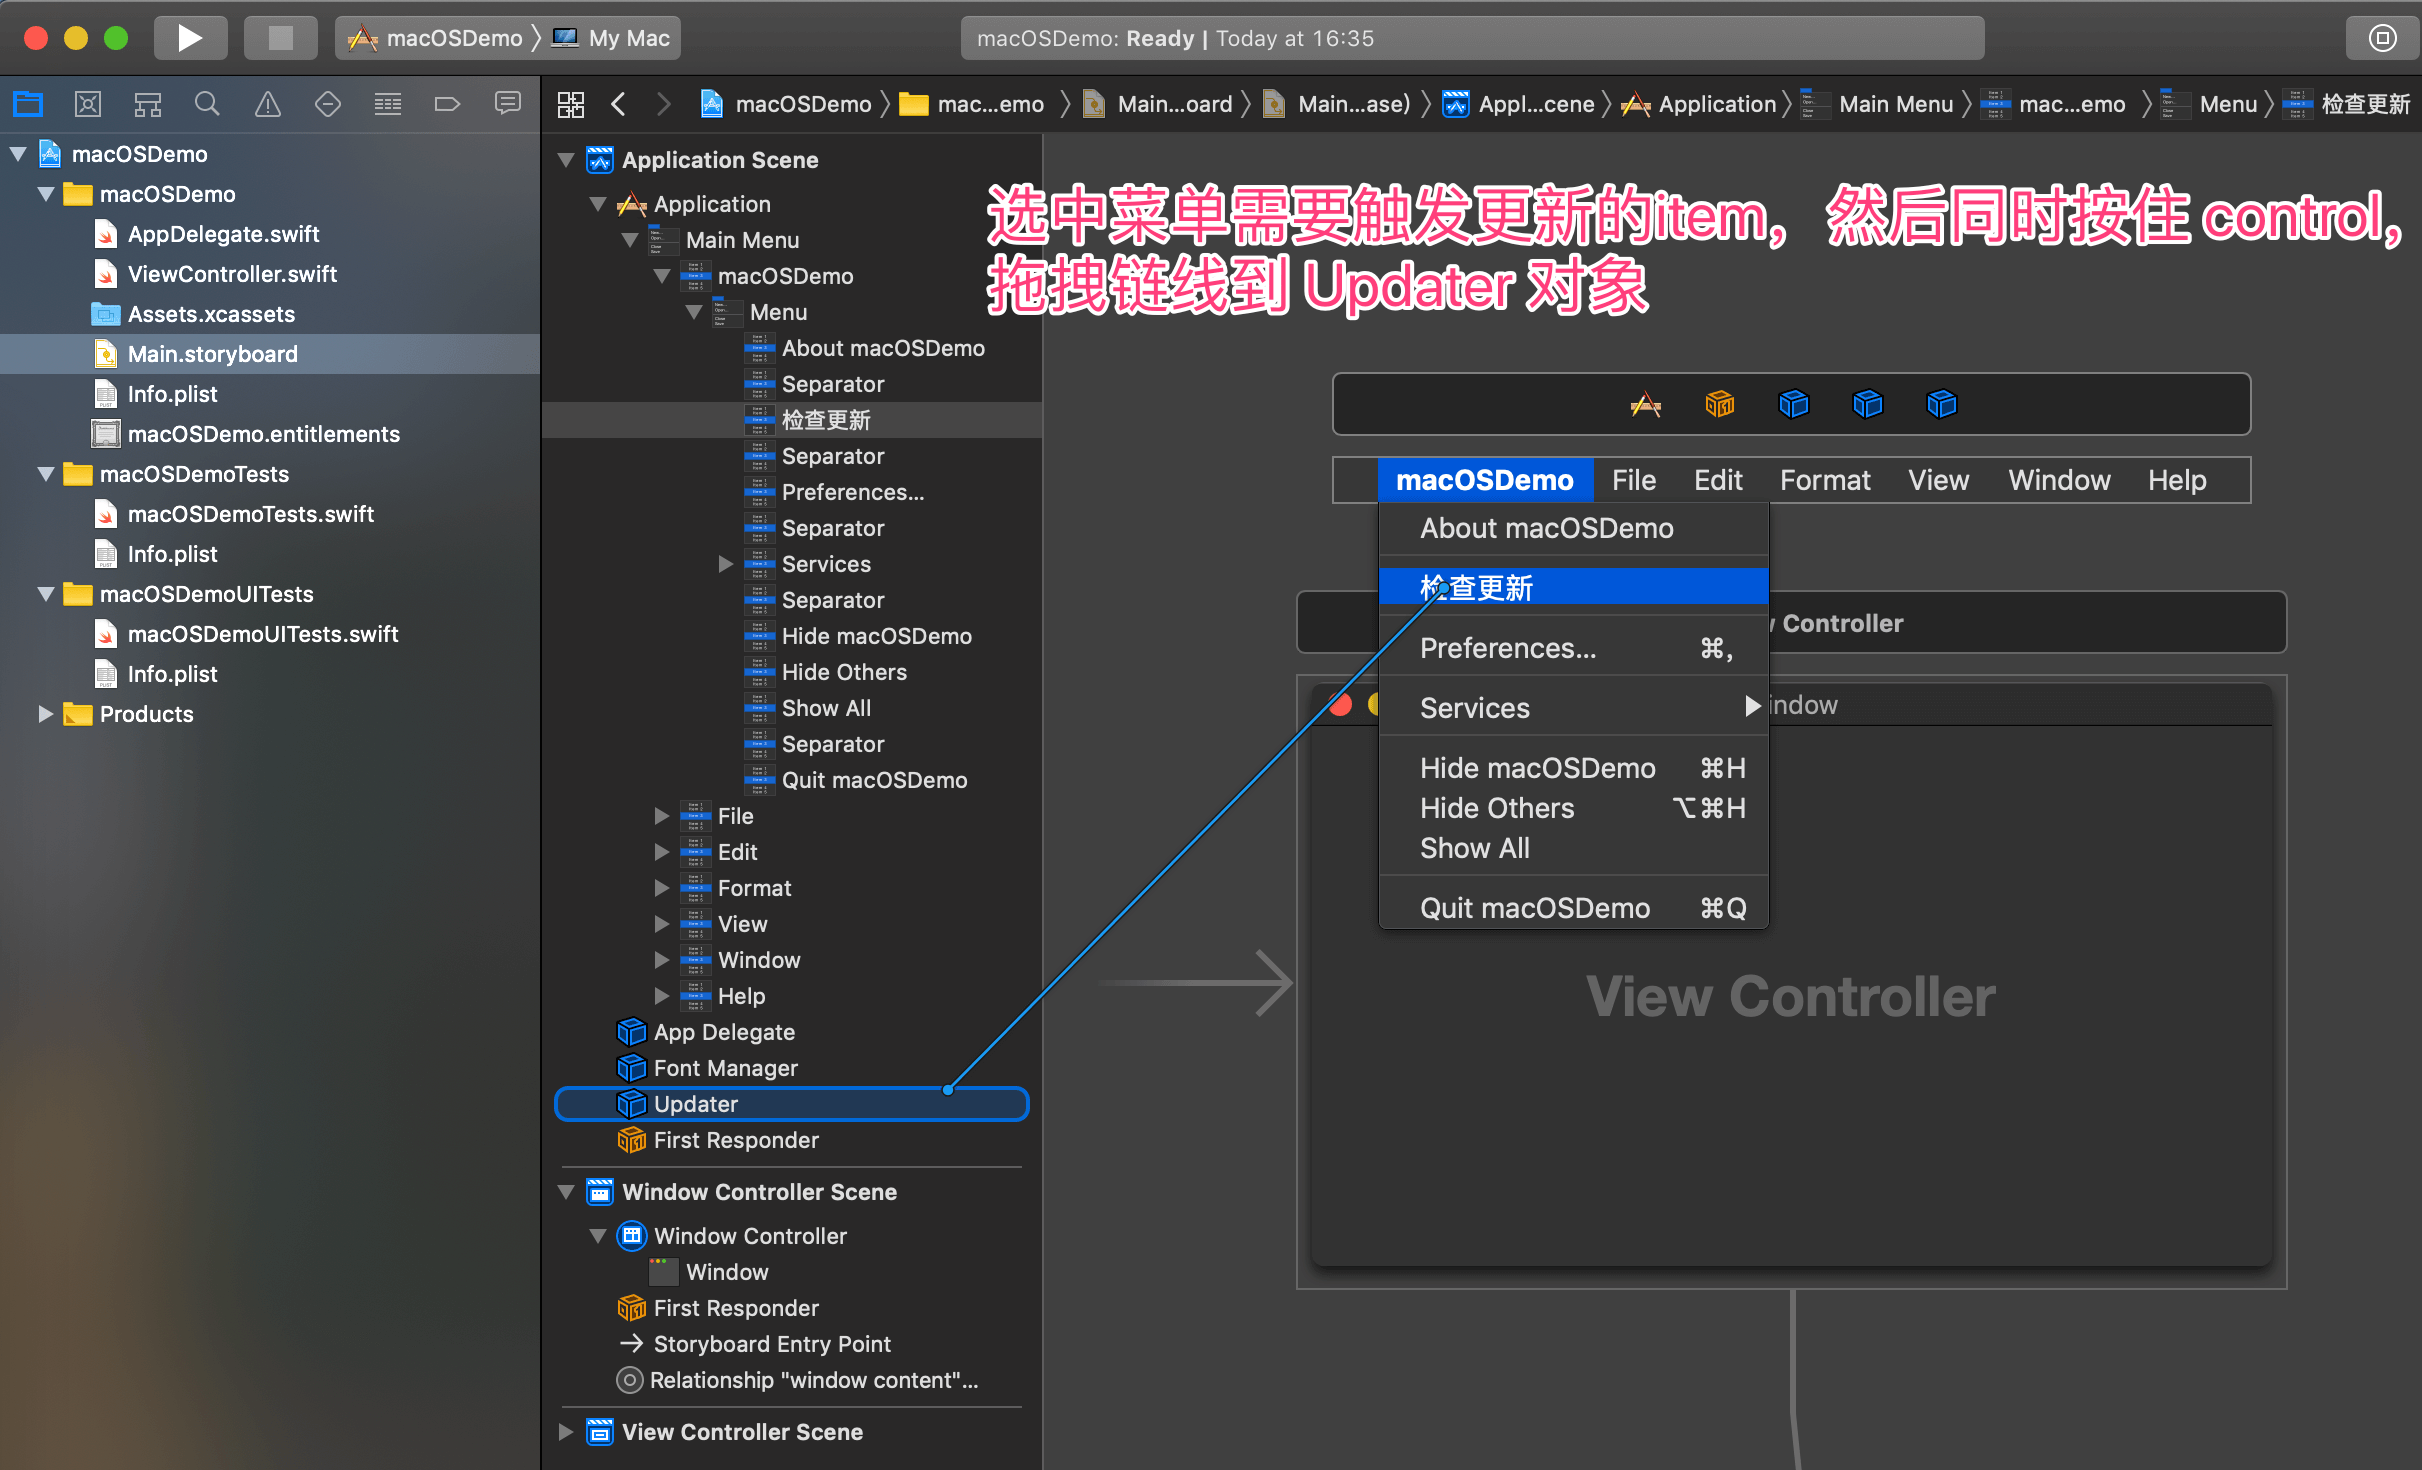 macOSDemo
My Mac
macOSDemo: Ready | Today at 16:35
macOSDemo
mac...emo
Main...oard
Main...ase)
Appl...cene
Application
Main Menu
mac...emo
Menu
检查更新
macOSDemo
macOSDemo
AppDelegate.swift
ViewController.swift
Assets.xcassets
Main.storyboard
Info.plist
macOSDemo.entitlements
macOSDemoTests
macOSDemoTests.swift
Info.plist
macOSDemoUITests
macOSDemoUITests.swift
Info.plist
Products
Application Scene
Application
Main Menu
macOSDemo
Menu
About macOSDemo
Separator
检查更新
Separator
Preferences...
Separator
Services
Separator
Hide macOSDemo
Hide Others
Show All
Separator
Quit macOSDemo
File
Edit
Format
View
Window
Help
App Delegate
Font Manager
Updater
First Responder
Window Controller Scene
Window Controller
Window
First Responder
Storyboard Entry Point
Relationship "window content"...
View Controller Scene
选中菜单需要触发更新的item，然后同时按住 control，
拖拽链线到 Updater 对象
macOSDemo File Edit Format View Window Help
About macOSDemo
检查更新
Preferences... ⌘,
Services
Hide macOSDemo ⌘H
Hide Others ⌥⌘H
Show All
Quit macOSDemo ⌘Q
Controller
indow
View Controller